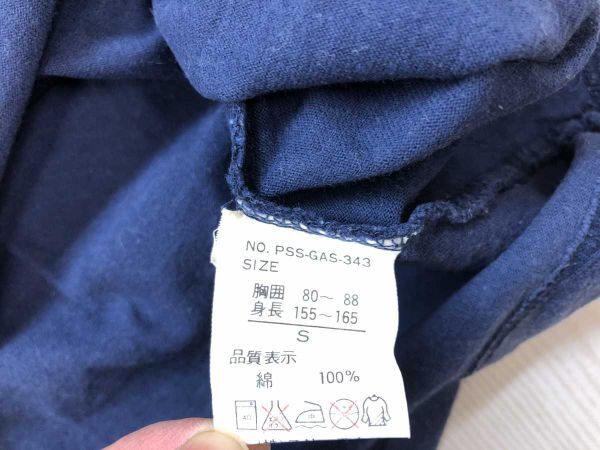 NO. PSS-GAS-343
SIZE
胸囲 80〜 88
身長 155〜165
S
品質表示
綿 100%
40